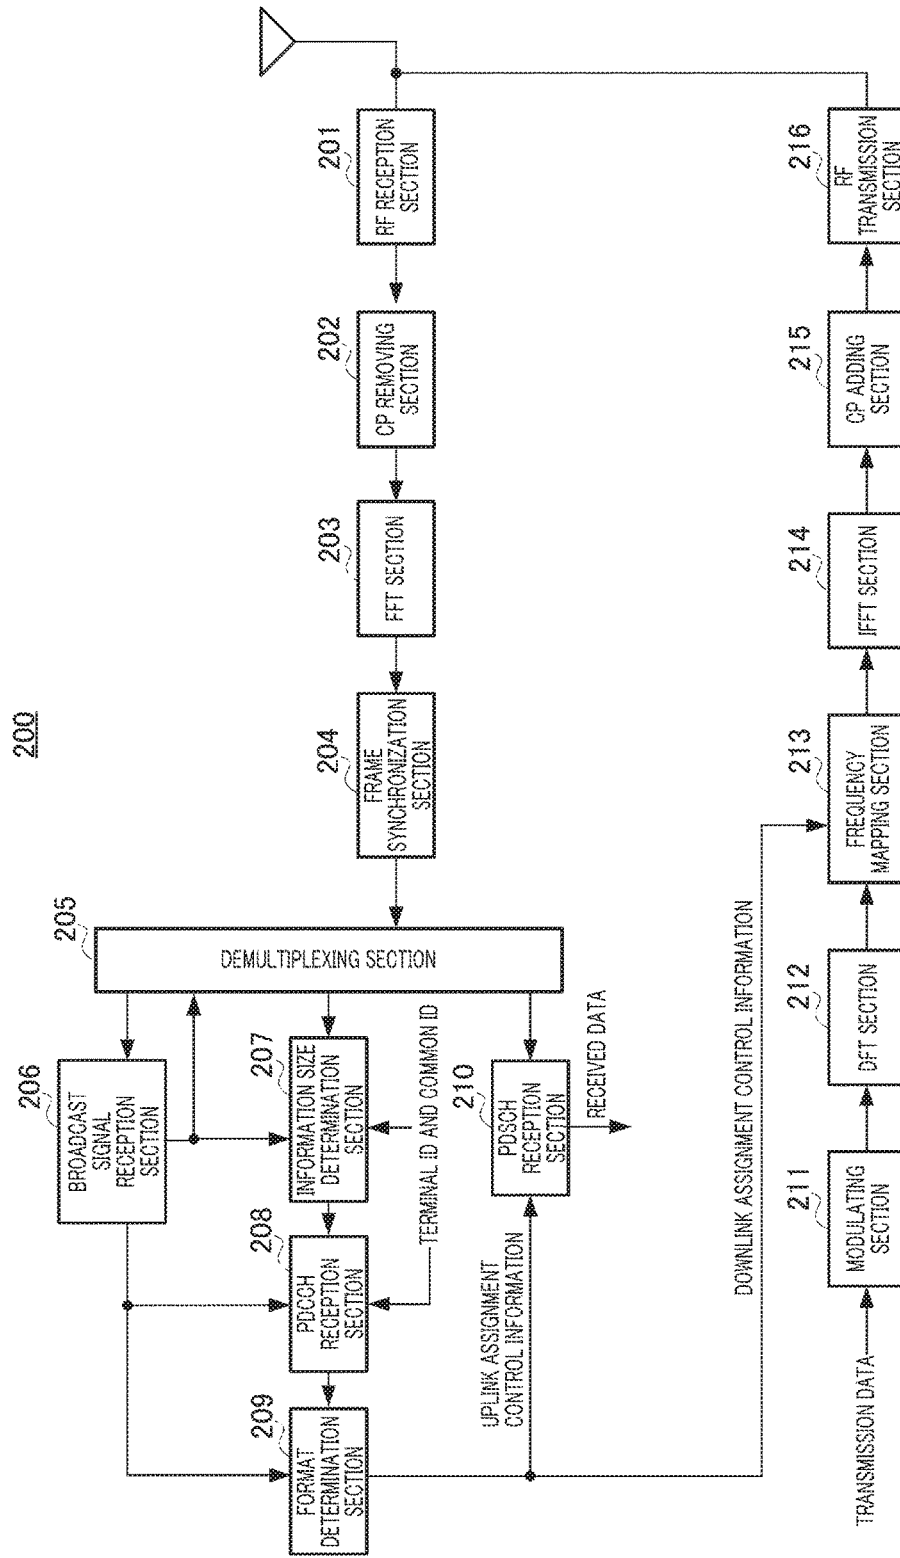 200
201
RF RECEPTION
SECTION
202
CP REMOVING
SECTION
203
FFT SECTION
204
FRAME
SYNCHRONIZATION
SECTION
205
DEMULTIPLEXING SECTION
206
BROADCAST
SIGNAL
RECEPTION
SECTION
207
INFORMATION SIZE
DETERMINATION
SECTION
208
PDCCH
RECEPTION
SECTION
209
FORMAT
DETERMINATION
SECTION
TERMINAL ID AND COMMON ID
210
PDSCH
RECEPTION
SECTION
RECEIVED DATA
UPLINK ASSIGNMENT
CONTROL INFORMATION
DOWNLINK ASSIGNMENT CONTROL INFORMATION
TRANSMISSION DATA
211
MODULATING
SECTION
212
DFT SECTION
213
FREQUENCY
MAPPING SECTION
214
IFFT SECTION
215
CP ADDING
SECTION
216
RF
TRANSMISSION
SECTION